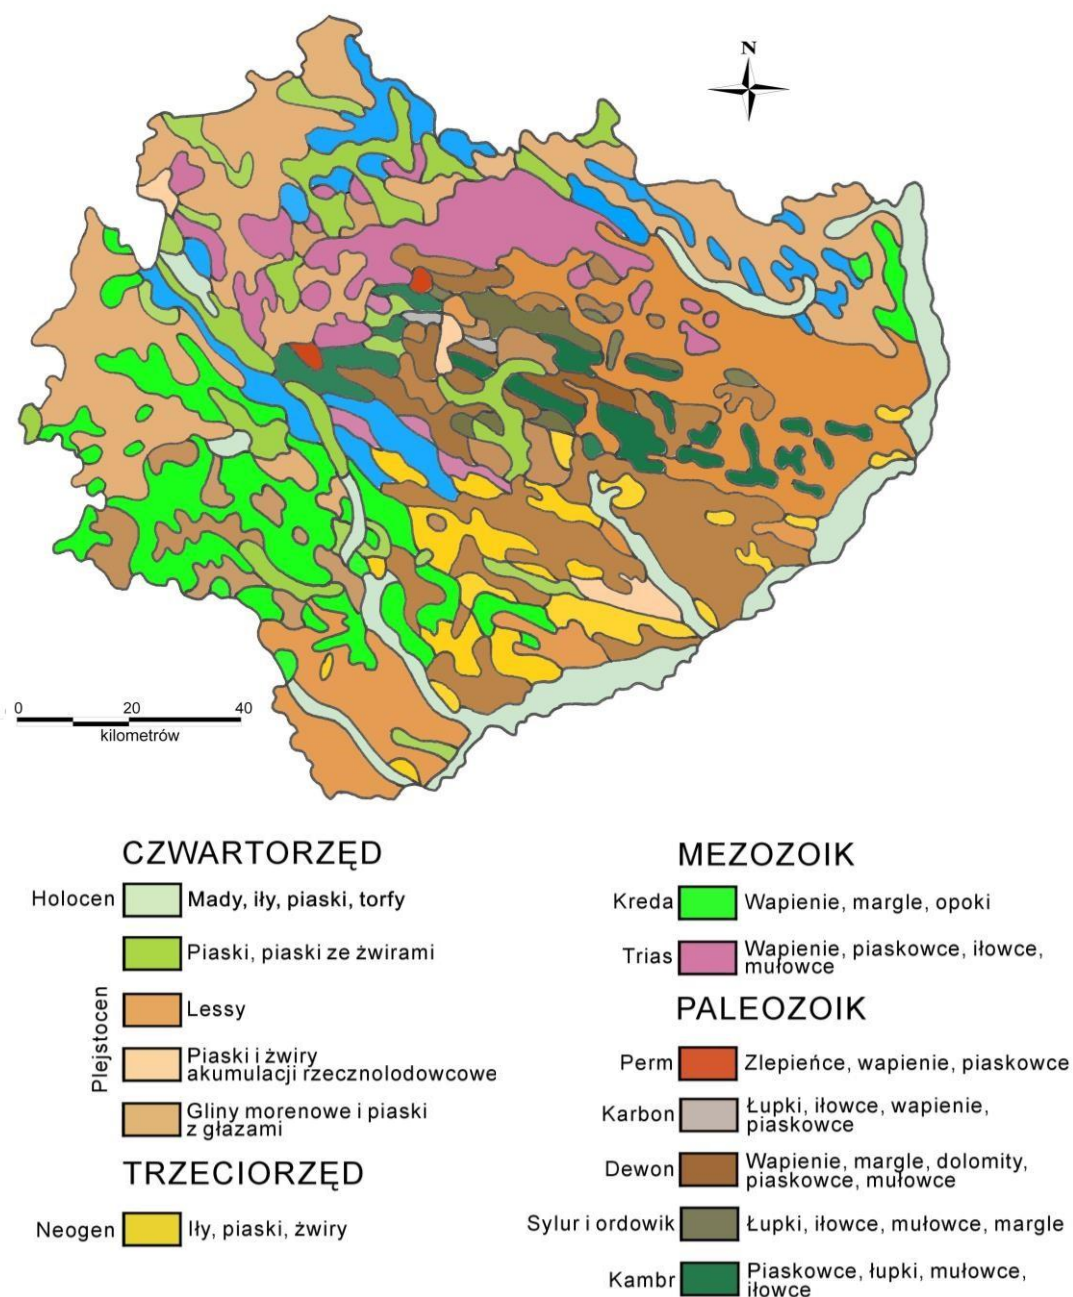 N
0 20 40
kilometrów
CZWARTORZĘD
Holocen
Mady, iły, piaski, torfy
Piaski, piaski ze żwirami
Plejstocen
Lessy
Piaski i żwiry
akumulacji rzecznolodowcowe
Gliny morenowe i piaski
z głazami
TRZECIORZĘD
Neogen
Iły, piaski, żwiry
MEZOZOIK
Kreda
Wapienie, margle, opoki
Trias
Wapienie, piaskowce, iłowce,
mułowce
PALEOZOIK
Perm
Zlepieńce, wapienie, piaskowce
Karbon
Łupki, iłowce, wapienie,
piaskowce
Dewon
Wapienie, margle, dolomity,
piaskowce, mułowce
Sylur i ordowik
Łupki, iłowce, mułowce, margle
Kambr
Piaskowce, łupki, mułowce,
iłowce